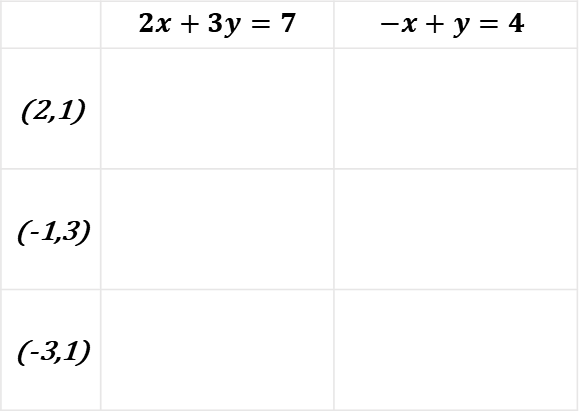 2x + 3y = 7 −x + y = 4
(2,1)
(-1,3)
(-3,1)